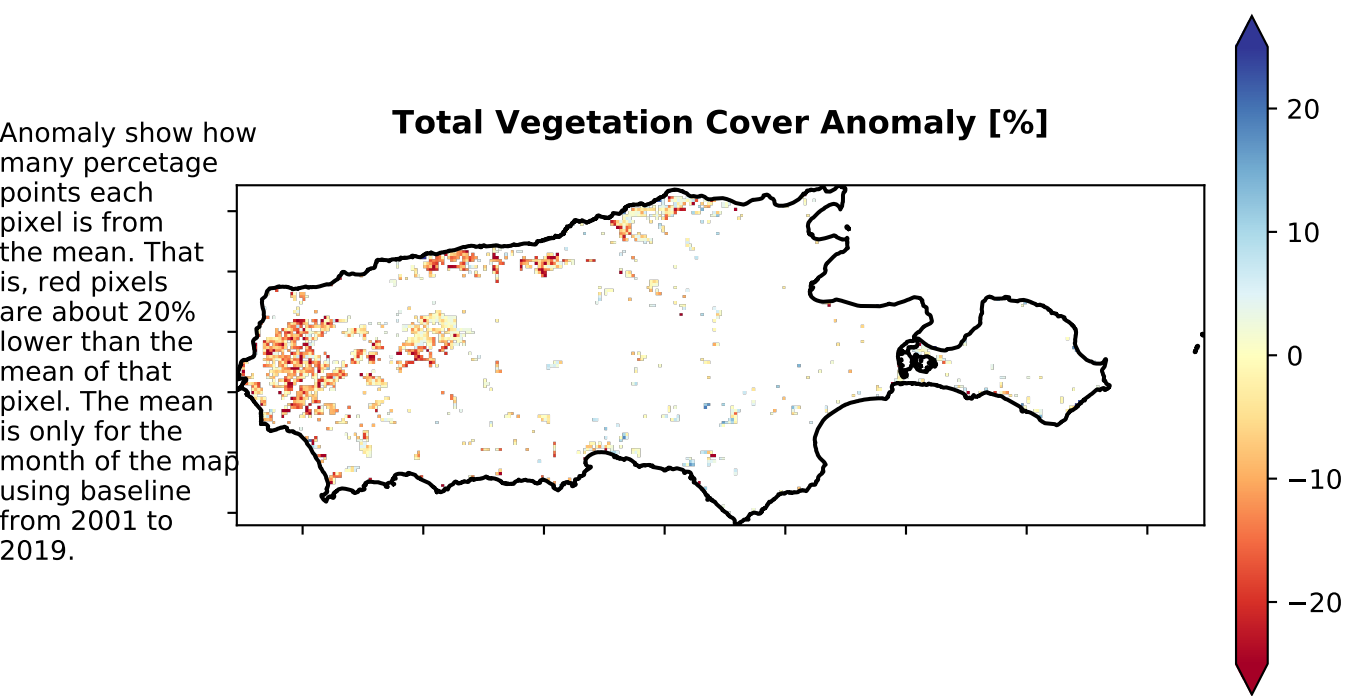 Total Vegetation Cover Anomaly [%]
Anomaly show how
many percetage
points each
pixel is from
the mean. That
is, red pixels
are about 20%
lower than the
mean of that
pixel. The mean
is only for the
month of the map
using baseline
from 2001 to
2019.
20
10
0
−10
−20